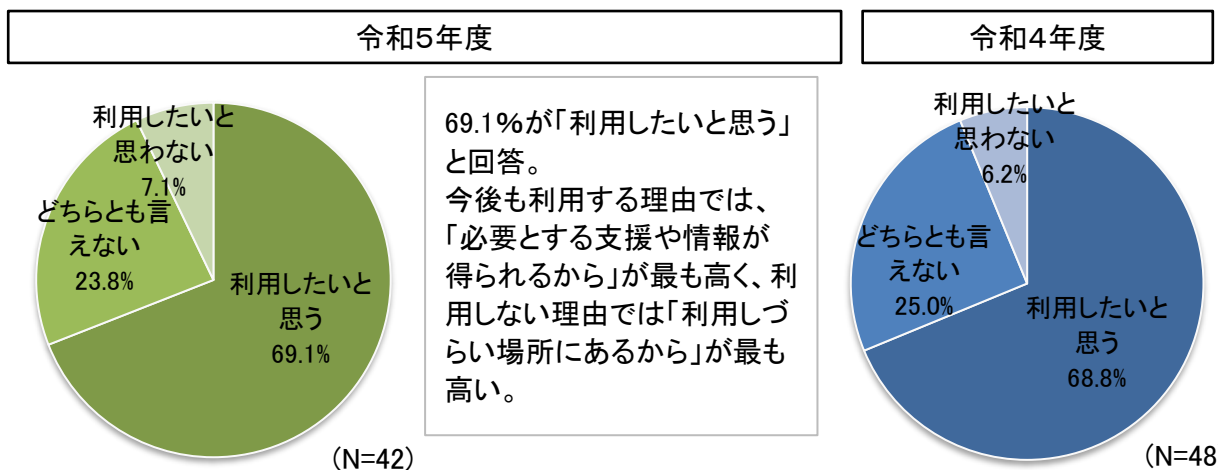 令和5年度
利用したいと
思わない
7.1%
どちらとも言
えない
23.8%
利用したいと
思う
69.1%
(N=42)
69.1%が「利用したいと思う」
と回答。
今後も利用する理由では、
「必要とする支援や情報が
得られるから」が最も高く、利
用しない理由では「利用しづ
らい場所にあるから」が最も
高い。
令和4年度
利用したいと
思わない
6.2%
どちらとも言
えない
25.0%
利用したいと
思う
68.8%
(N=48